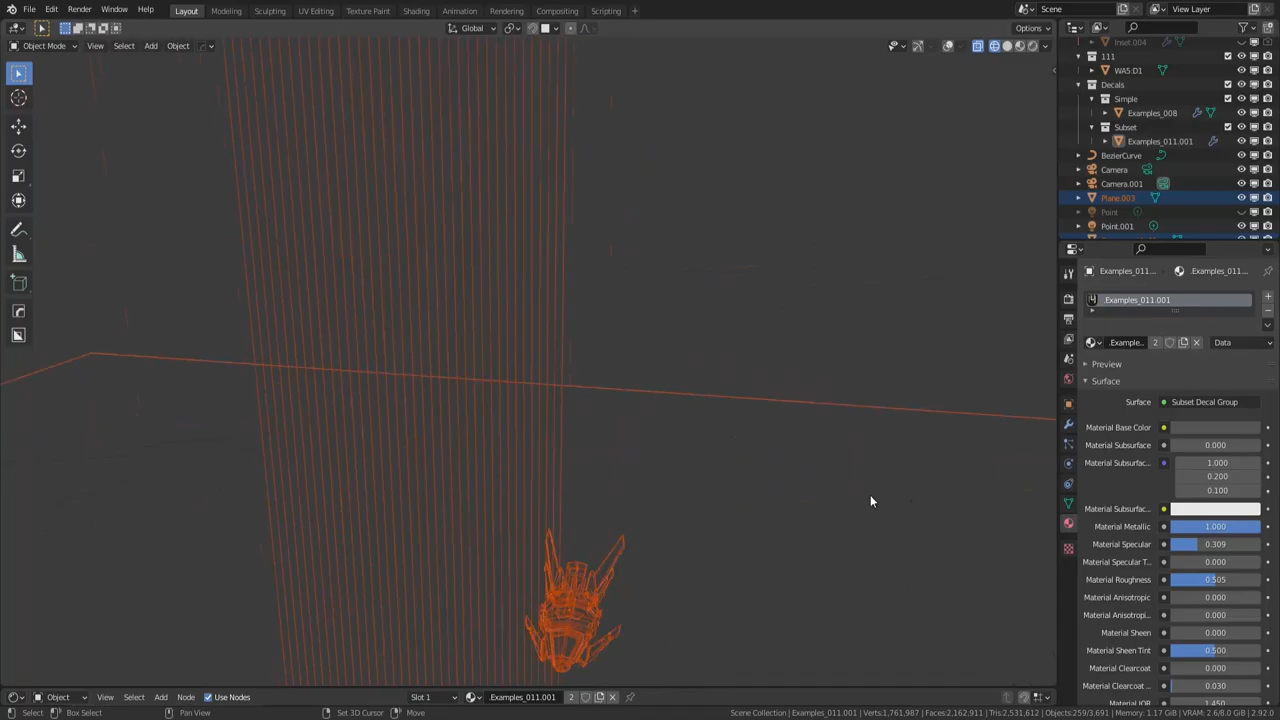 File Edit Render Window Help Layout Modeling Sculpting UV Editing Texture Paint Shading Animation Rendering Compositing Scripting + Scene View Layer
Global Options
Object Mode View Select Add Object
Inset.004
111
WA5:D1
Decals
Simple
Examples_008
Subset
Examples_011.001
BezierCurve
Camera
Camera.001
Plane.003
Point
Point.001
Examples_011... .Examples_011...
.Examples_011.001
.Example... 2 Data
Preview
Surface
Surface Subset Decal Group
Material Base Color
Material Subsurface 0.000
Material Subsurfac... 1.000
0.200
0.100
Material Subsurfac...
Material Metallic 1.000
Material Specular 0.309
Material Specular T... 0.000
Material Roughness 0.505
Material Anisotropic 0.000
Material Anisotropi... 0.000
Material Sheen 0.000
Material Sheen Tint 0.500
Material Clearcoat 0.000
Material Clearcoat ... 0.030
Material IOR 1.450
Object View Select Add Node Use Nodes Slot 1 .Examples_011.001 2
Select Box Select Pan View Set 3D Cursor Move Scene Collection | Verts:1,761,987 | Faces:2,162,911 | Tris:2,531,612 | Objects:259/3,691 | Memory: 1.17 GiB | VRAM: 2.6/8.0 GiB | 2.92.0